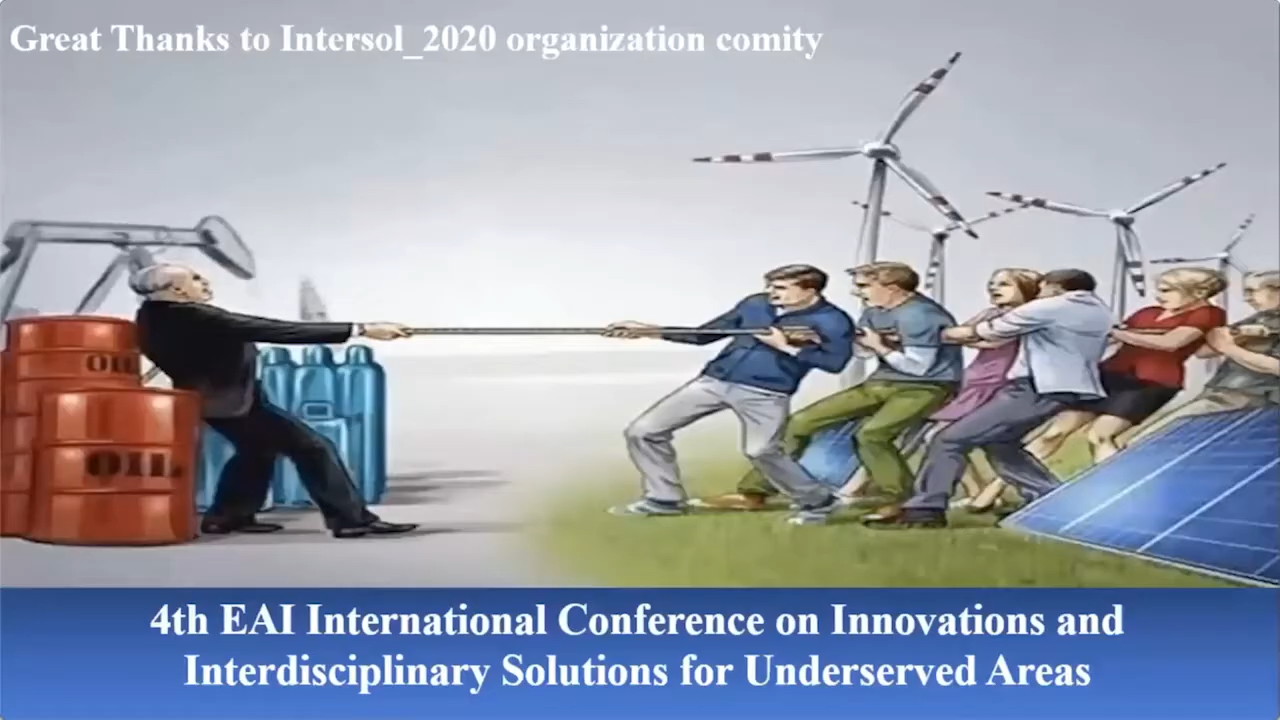 Great Thanks to Intersol_2020 organization comity
OIL
OIL
4th EAI International Conference on Innovations and
Interdisciplinary Solutions for Underserved Areas